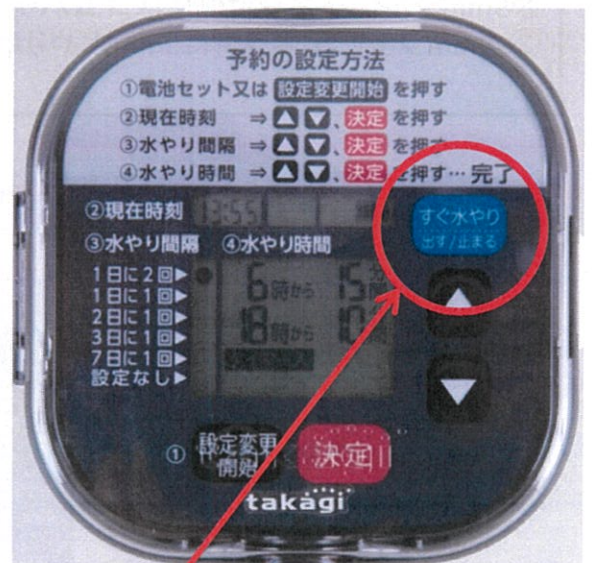 予約の設定方法
①電池セット又は 設定変更開始 を押す
②現在時刻 ⇒▲▼、決定 を押す
③水やり間隔 ⇒▲▼、決定 を押す
④水やり時間 ⇒▲▼、決定 を押す… 完了
②現在時刻 13:55
すぐ水やり
出す/止まる
③水やり間隔 ④水やり時間
1日に2回▶ 6時から 15分間
1日に1回▶
2日に1回▶ 18時から 10分間
3日に1回▶
7日に1回▶
設定なし▶
① 設定変更
開始
決定
takagi